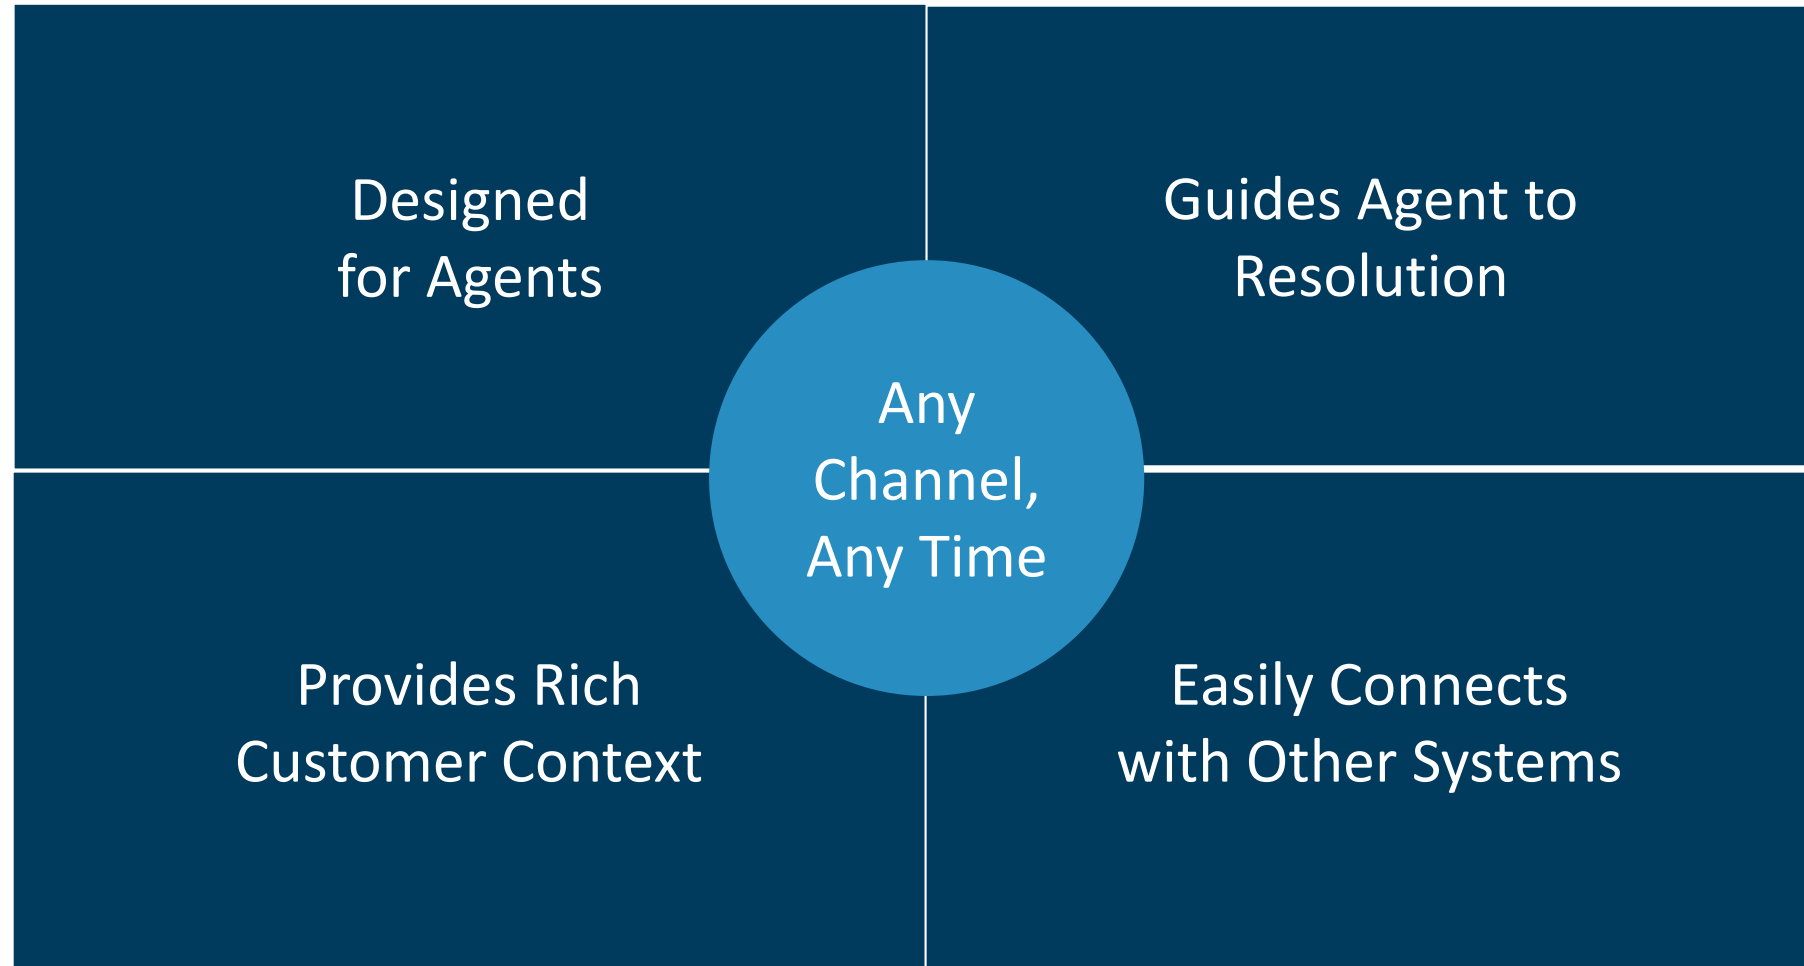 Designed
for Agents
Guides Agent to
Resolution
Any
Channel,
Any Time
Provides Rich
Customer Context
Easily Connects
with Other Systems